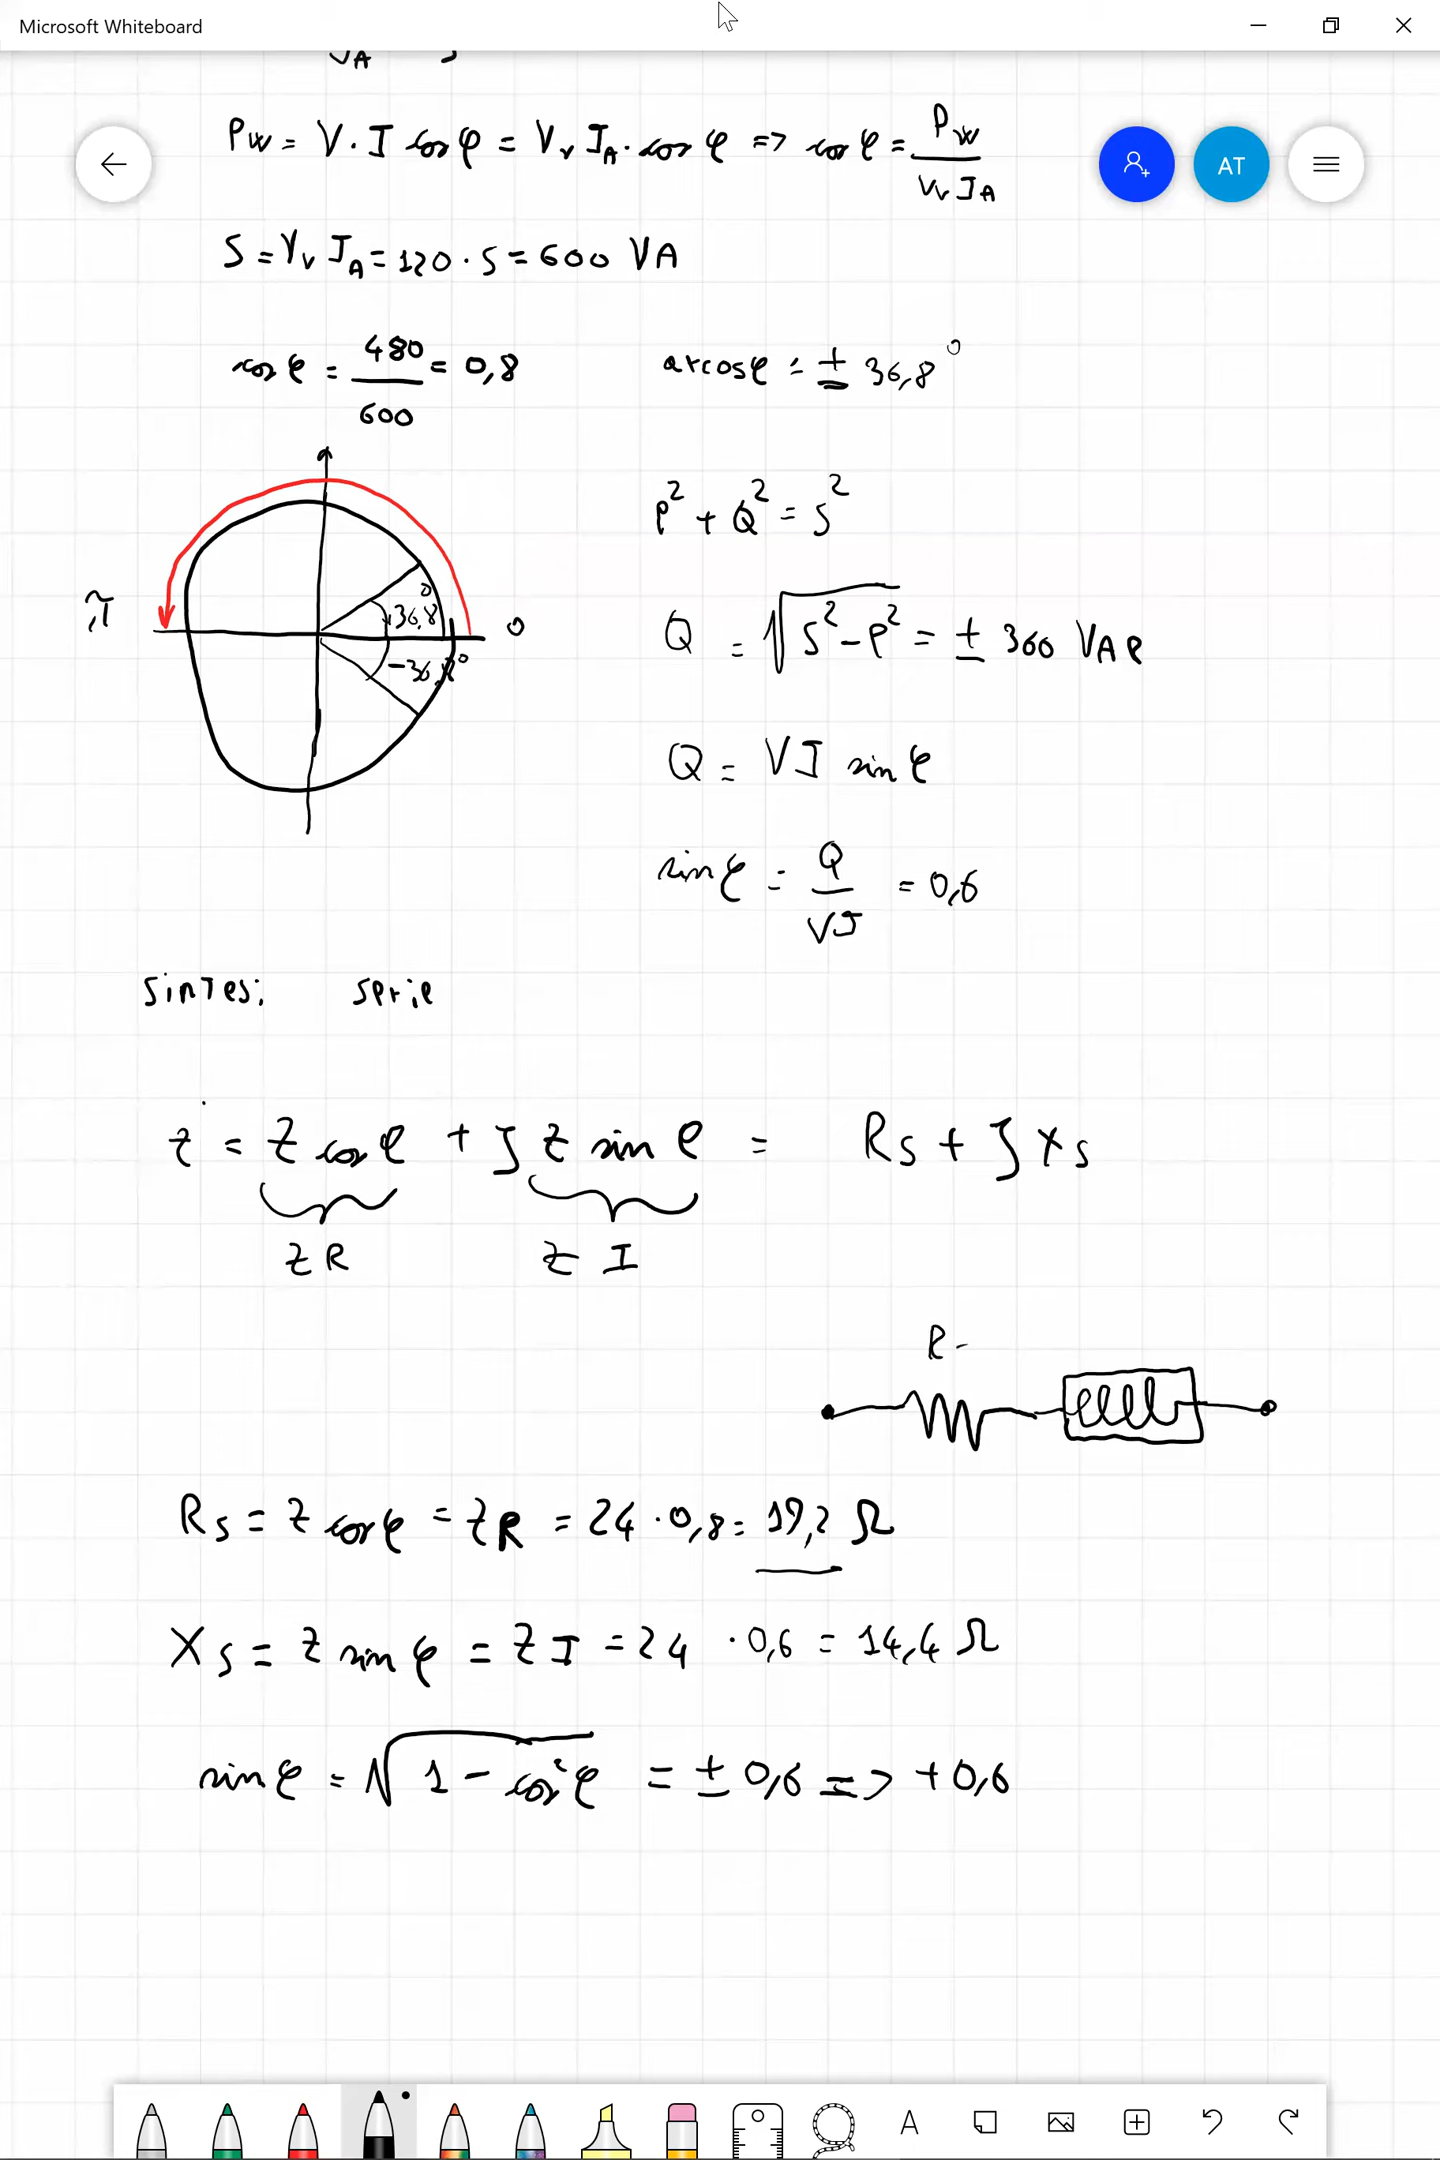 Microsoft Whiteboard
VA
PW = V · I cos φ = Vv IA · cos φ => cos φ = PW / Vv IA
AT
S = Vv IA = 120 · 5 = 600 VA
cos φ = 480 / 600 = 0,8
arcosφ = ± 36,8°
P² + Q² = S²
π
36,8°
0
-36,8°
Q = √S² - P² = ± 360 VAR
Q = VI sin φ
sin φ = Q / VI = 0,6
Sintesi Serie
Z = Z cos φ + J Z sin φ = Rs + J Xs
ZR
ZI
R -
Rs = Z cos φ = ZR = 24 · 0,8 = 19,2 Ω
Xs = Z sin φ = ZI = 24 · 0,6 = 14,4 Ω
sin φ = √1 - cos²φ = ± 0,6 => +0,6
A